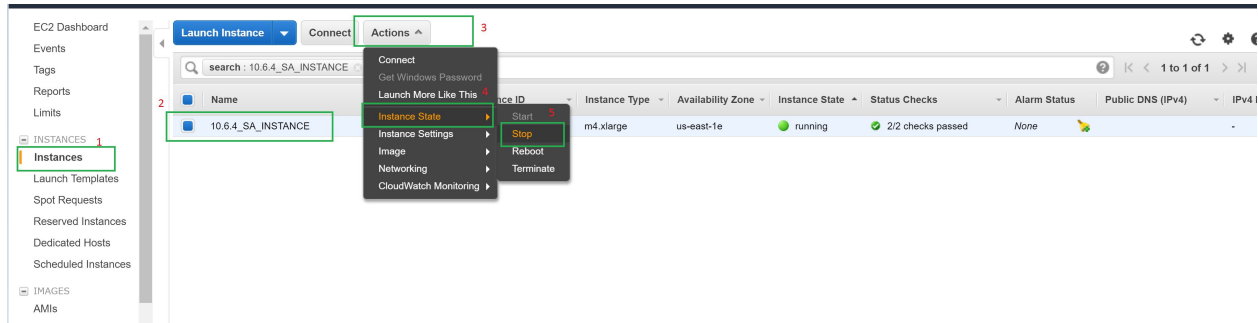 EC2 Dashboard
Events
Tags
Reports
Limits
INSTANCES 1
Instances
Launch Templates
Spot Requests
Reserved Instances
Dedicated Hosts
Scheduled Instances
IMAGES
AMIs
Launch Instance Connect Actions 3
search : 10.6.4_SA_INSTANCE 1 to 1 of 1
2 Name nce ID Instance Type Availability Zone Instance State Status Checks Alarm Status Public DNS (IPv4) IPv4
10.6.4_SA_INSTANCE m4.xlarge us-east-1e running 2/2 checks passed None -
Connect
Get Windows Password
Launch More Like This 4
Instance State
Instance Settings
Image
Networking
CloudWatch Monitoring
Start 5
Stop
Reboot
Terminate